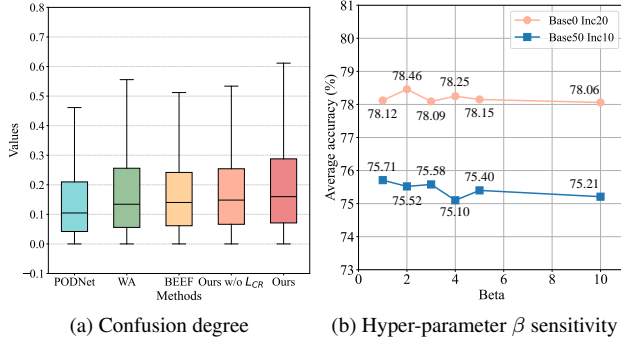 0.8
0.7
0.6
0.5
0.4
0.3
0.2
0.1
0.0
−0.1
Values
PODNet WA BEEF Ours w/o L_CR Ours
Methods
(a) Confusion degree
81
80
79
78
77
76
75
74
73
Average accuracy (%)
Base0 Inc20
Base50 Inc10
78.12 78.46 78.09 78.25 78.15 78.06
75.71 75.52 75.58 75.10 75.40 75.21
0 2 4 6 8 10
Beta
(b) Hyper-parameter β sensitivity